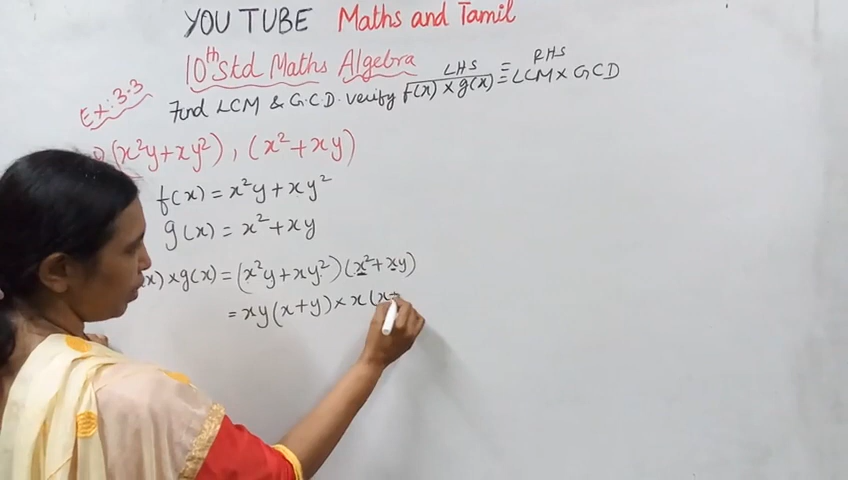 YOU TUBE Maths and Tamil
10th Std Maths Algebra
Ex: 3.3
LHS RHS
Find LCM & G.C.D. verify f(x) × g(x) ≡ LCM × GCD
(x²y+xy²), (x²+xy)
f(x) = x²y + xy²
g(x) = x² + xy
x) × g(x) = (x²y + xy²)(x² + xy)
= xy(x+y) × x(x+